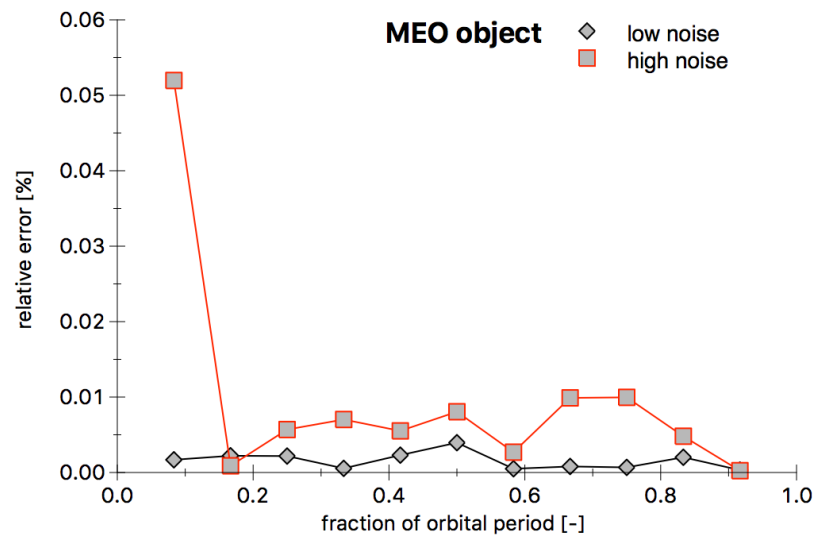 MEO object
low noise
high noise
0.06
0.05
0.04
0.03
0.02
0.01
0.00
relative error [%]
0.0 0.2 0.4 0.6 0.8 1.0
fraction of orbital period [-]